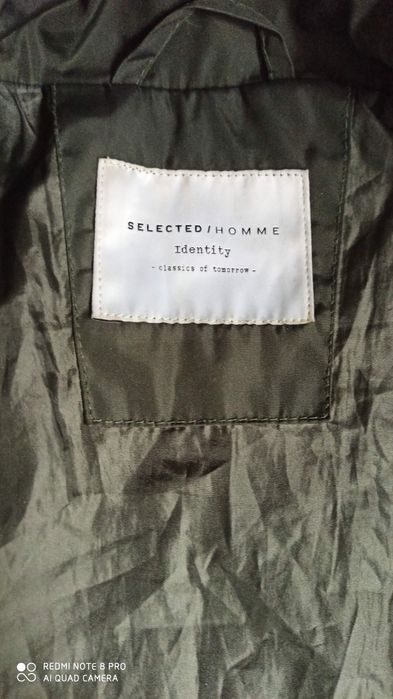 SELECTED/HOMME
Identity
- classics of tomorrow -
REDMI NOTE 8 PRO
AI QUAD CAMERA